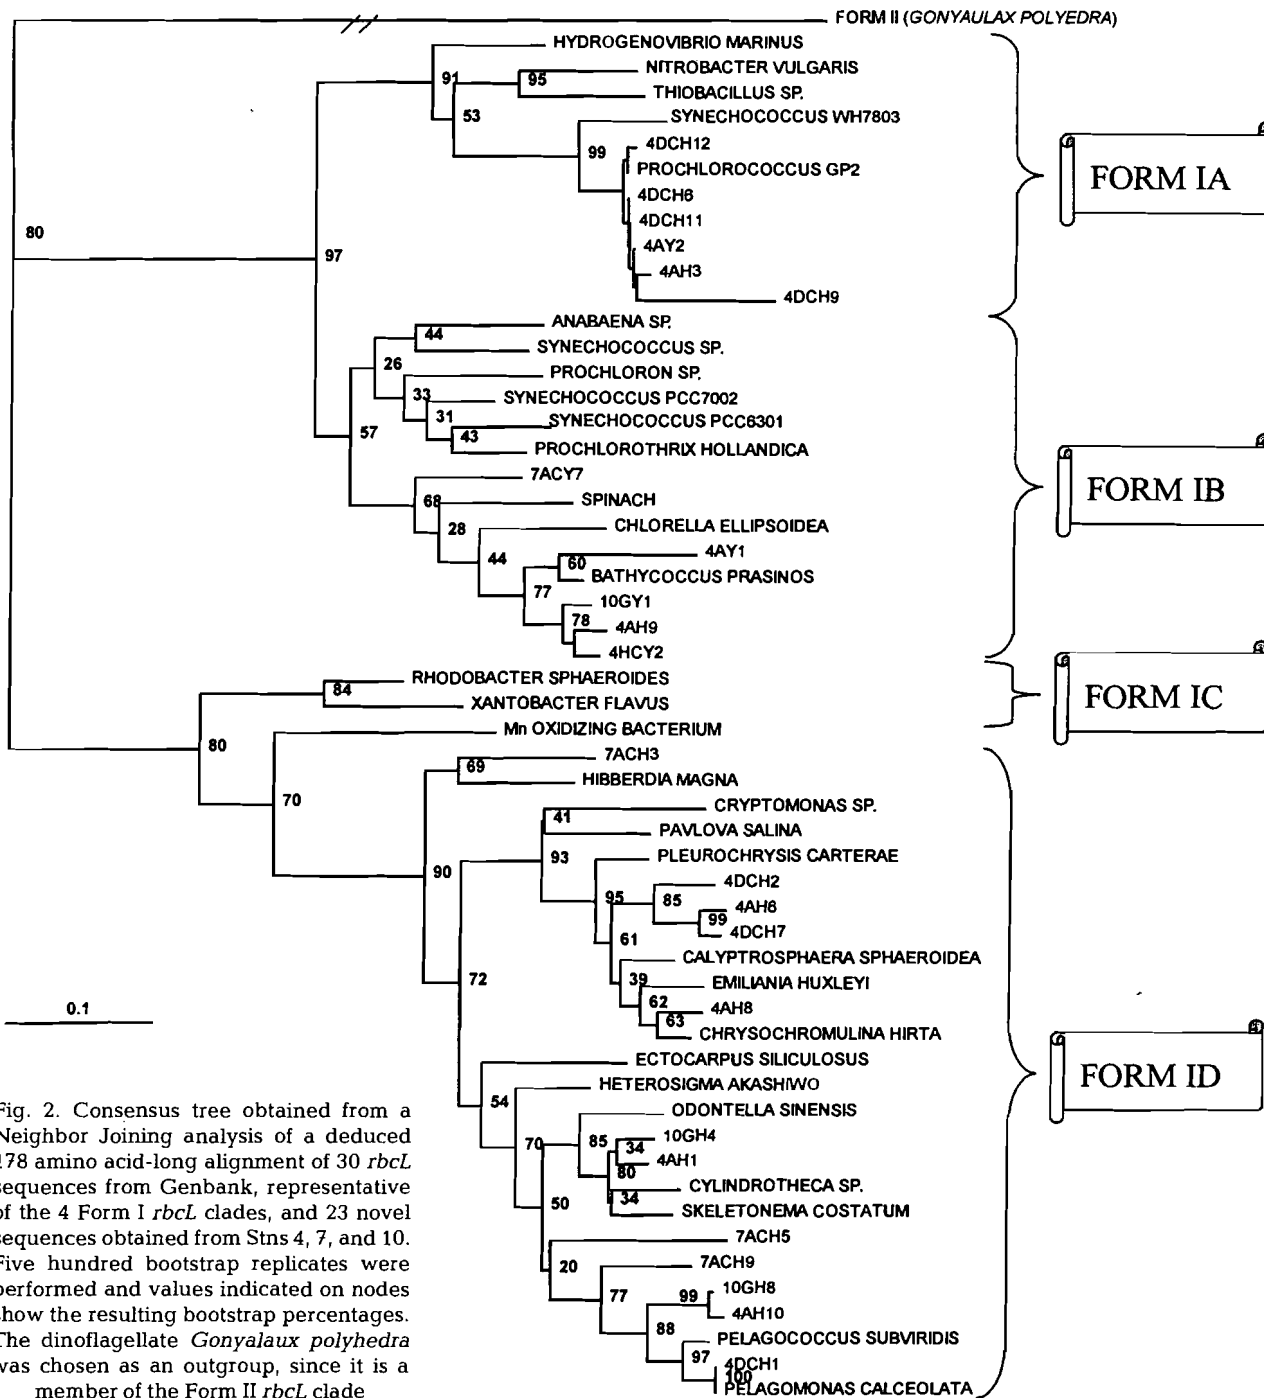 FORM II (GONYAULAX POLYEDRA)
HYDROGENOVIBRIO MARINUS
91
95
NITROBACTER VULGARIS
THIOBACILLUS SP.
53
SYNECHOCOCCUS WH7803
99
4DCH12
PROCHLOROCOCCUS GP2
4DCH6
4DCH11
4AY2
4AH3
4DCH9
FORM IA
80
97
ANABAENA SP.
44
SYNECHOCOCCUS SP.
26
PROCHLORON SP.
33
SYNECHOCOCCUS PCC7002
31
SYNECHOCOCCUS PCC6301
43
57
PROCHLOROTHRIX HOLLANDICA
7ACY7
68
SPINACH
28
CHLORELLA ELLIPSOIDEA
44
4AY1
60
BATHYCOCCUS PRASINOS
77
10GY1
78
4AH9
4HCY2
FORM IB
RHODOBACTER SPHAEROIDES
84
XANTOBACTER FLAVUS
FORM IC
Mn OXIDIZING BACTERIUM
80
70
7ACH3
69
HIBBERDIA MAGNA
CRYPTOMONAS SP.
41
PAVLOVA SALINA
93
PLEUROCHRYSIS CARTERAE
90
4DCH2
95
85
4AH6
99
4DCH7
61
CALYPTROSPHAERA SPHAEROIDEA
39
EMILIANIA HUXLEYI
72
62
4AH8
63
CHRYSOCHROMULINA HIRTA
ECTOCARPUS SILICULOSUS
HETEROSIGMA AKASHIWO
54
ODONTELLA SINENSIS
70
85
10GH4
34
4AH1
80
CYLINDROTHECA SP.
34
SKELETONEMA COSTATUM
50
7ACH5
20
7ACH9
77
10GH8
99
4AH10
88
PELAGOCOCCUS SUBVIRIDIS
97
4DCH1
100
PELAGOMONAS CALCEOLATA
FORM ID
0.1
Fig. 2. Consensus tree obtained from a
Neighbor Joining analysis of a deduced
178 amino acid-long alignment of 30 rbcL
sequences from Genbank, representative
of the 4 Form I rbcL clades, and 23 novel
sequences obtained from Stns 4, 7, and 10.
Five hundred bootstrap replicates were
performed and values indicated on nodes
show the resulting bootstrap percentages.
The dinoflagellate Gonyalaux polyhedra
was chosen as an outgroup, since it is a
member of the Form II rbcL clade